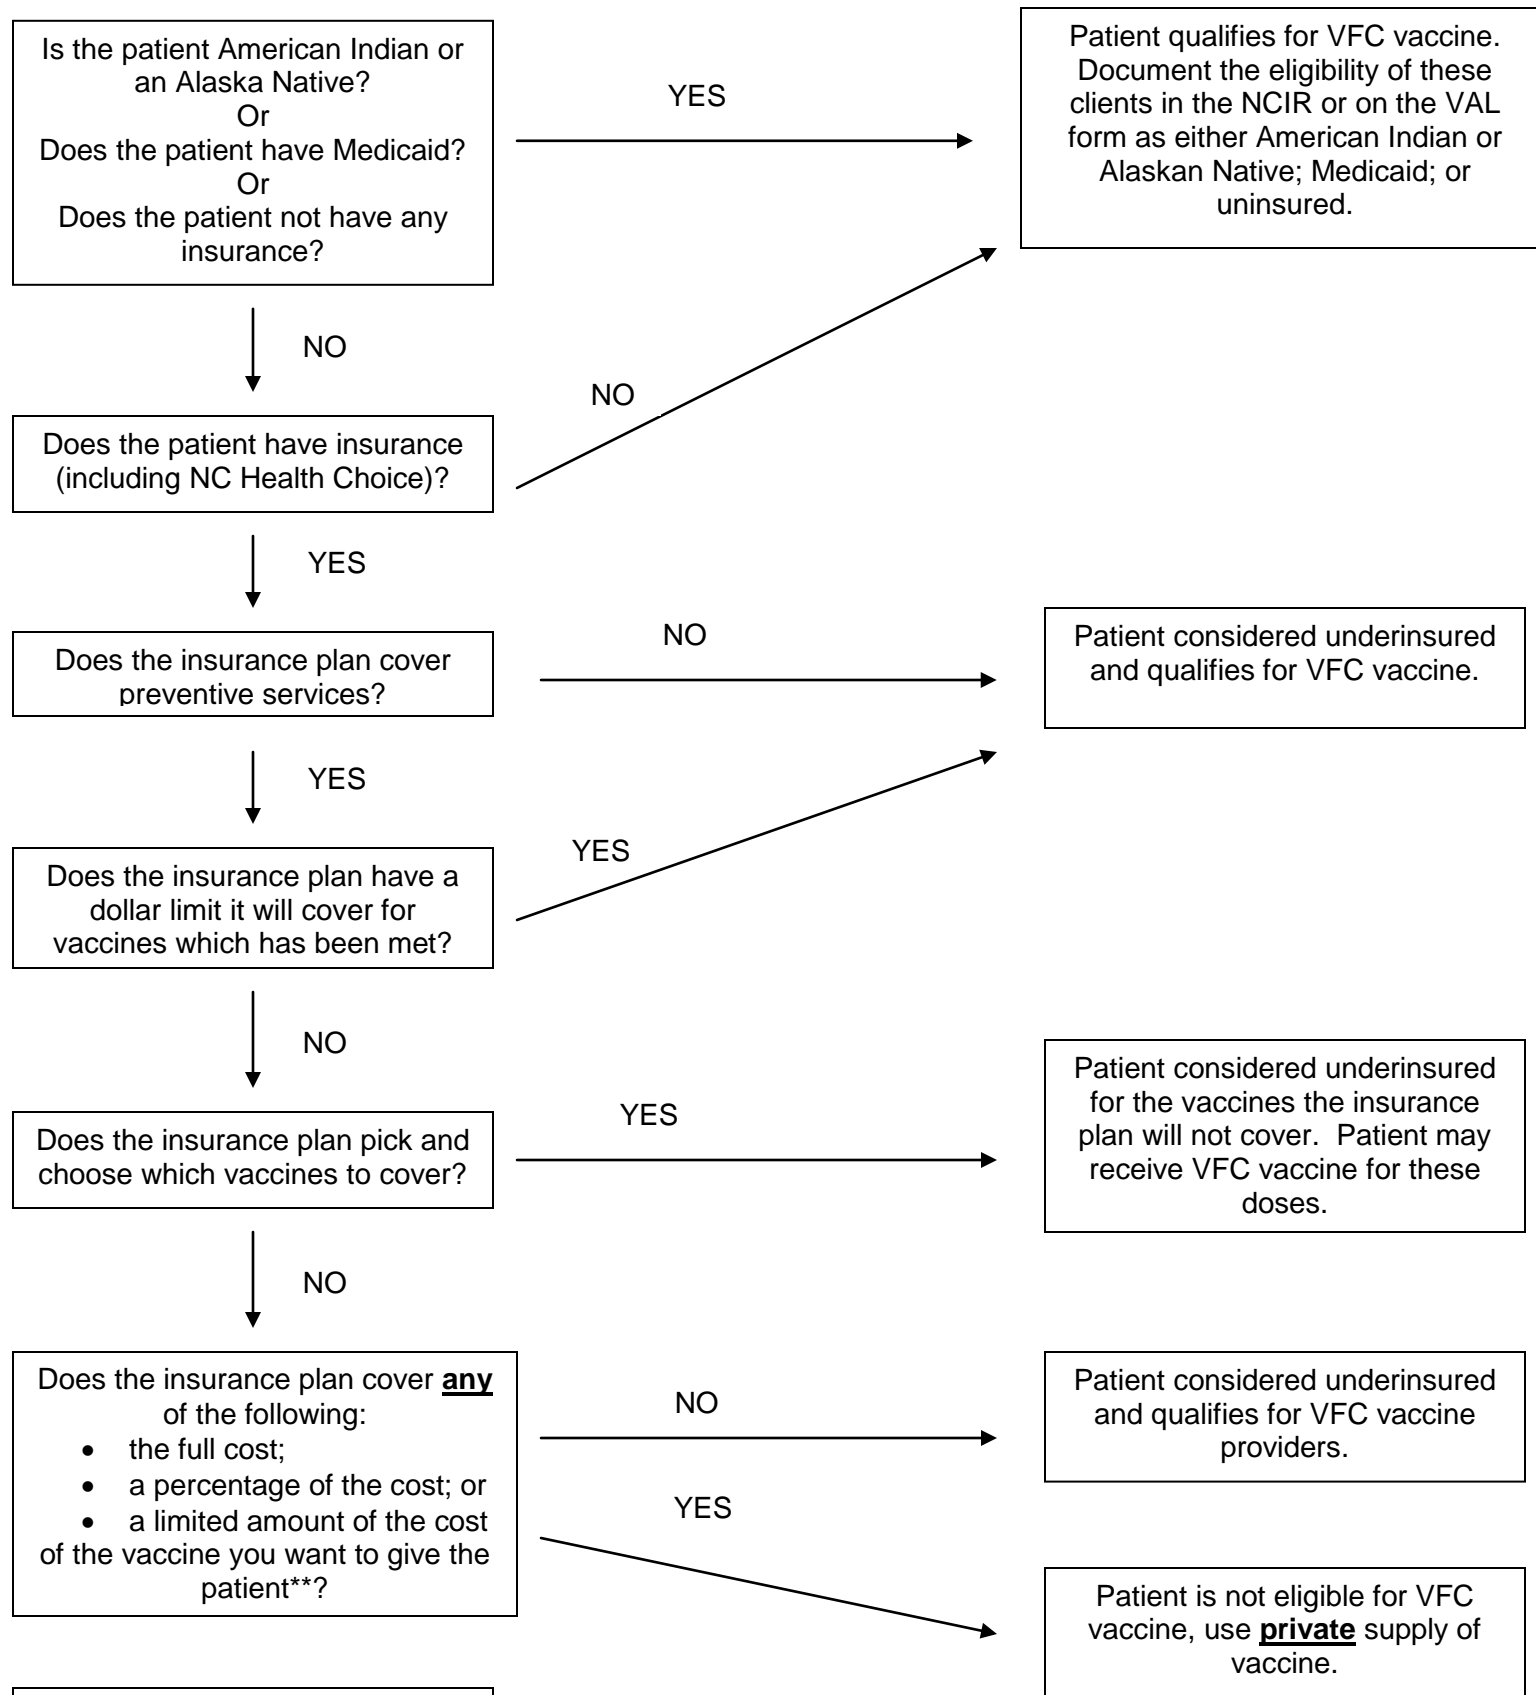 Is the patient American Indian or
an Alaska Native?
Or
Does the patient have Medicaid?
Or
Does the patient not have any
insurance?
YES
Patient qualifies for VFC vaccine.
Document the eligibility of these
clients in the NCIR or on the VAL
form as either American Indian or
Alaskan Native; Medicaid; or
uninsured.
NO
NO
Does the patient have insurance
(including NC Health Choice)?
YES
Does the insurance plan cover
preventive services?
NO
Patient considered underinsured
and qualifies for VFC vaccine.
YES
YES
Does the insurance plan have a
dollar limit it will cover for
vaccines which has been met?
NO
Does the insurance plan pick and
choose which vaccines to cover?
YES
Patient considered underinsured
for the vaccines the insurance
plan will not cover.  Patient may
receive VFC vaccine for these
doses.
NO
Does the insurance plan cover any
of the following:
• the full cost;
• a percentage of the cost; or
• a limited amount of the cost
of the vaccine you want to give the
patient**?
NO
Patient considered underinsured
and qualifies for VFC vaccine
providers.
YES
Patient is not eligible for VFC
vaccine, use private supply of
vaccine.